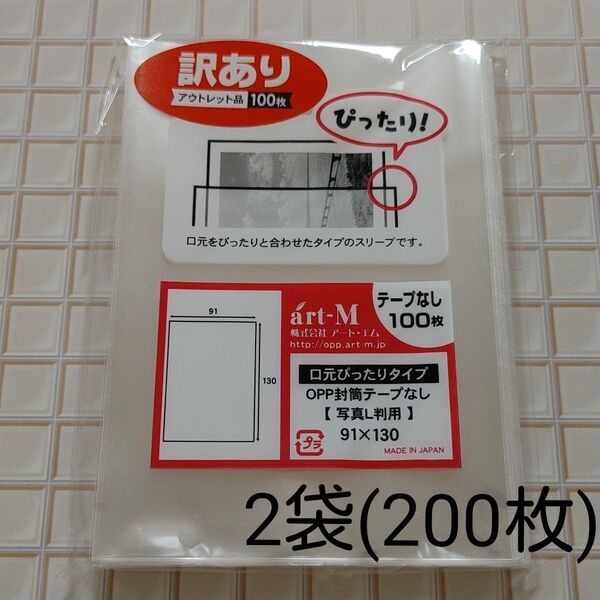 訳あり
アウトレット品 100枚
ぴったり!
口元をぴったりと合わせたタイプのスリーブです。
91
130
art-M
株式会社 アート・エム
http://opp.art-m.jp
テープなし
100枚
口元ぴったりタイプ
OPP封筒テープなし
【写真L判用】
91×130
プラ
MADE IN JAPAN
2袋(200枚)